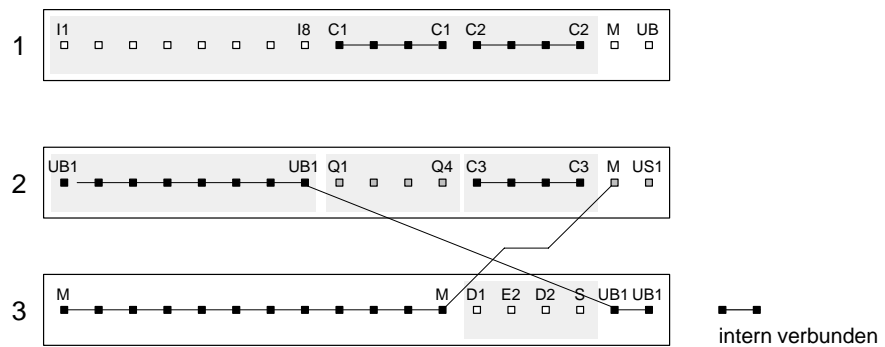 I1 I8 C1 C1 C2 C2 M UB
1
UB1 UB1 Q1 Q4 C3 C3 M US1
2
M M D1 E2 D2 S UB1 UB1
3
intern verbunden